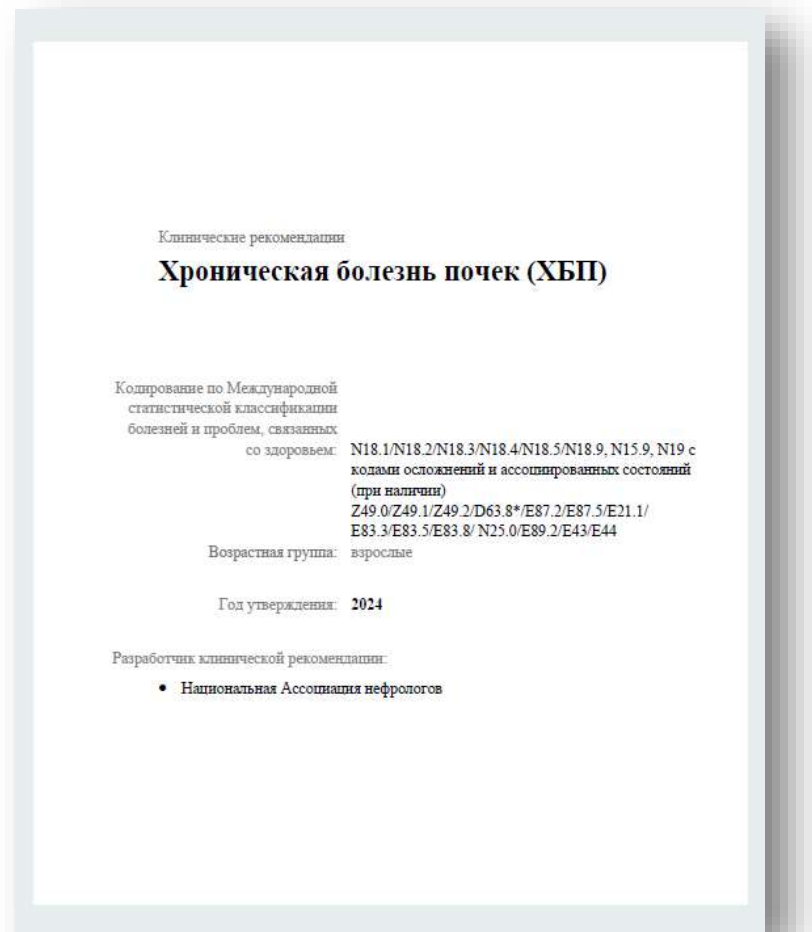 Клинические рекомендации
Хроническая болезнь почек (ХБП)
Кодирование по Международной
статистической классификации
болезней и проблем, связанных
со здоровьем:
N18.1/N18.2/N18.3/N18.4/N18.5/N18.9, N15.9, N19 с
кодами осложнений и ассоциированных состояний
(при наличии)
Z49.0/Z49.1/Z49.2/D63.8*/E87.2/E87.5/E21.1/
E83.3/E83.5/E83.8/ N25.0/E89.2/E43/E44
Возрастная группа: взрослые
Год утверждения: 2024
Разработчик клинической рекомендации:
• Национальная Ассоциация нефрологов